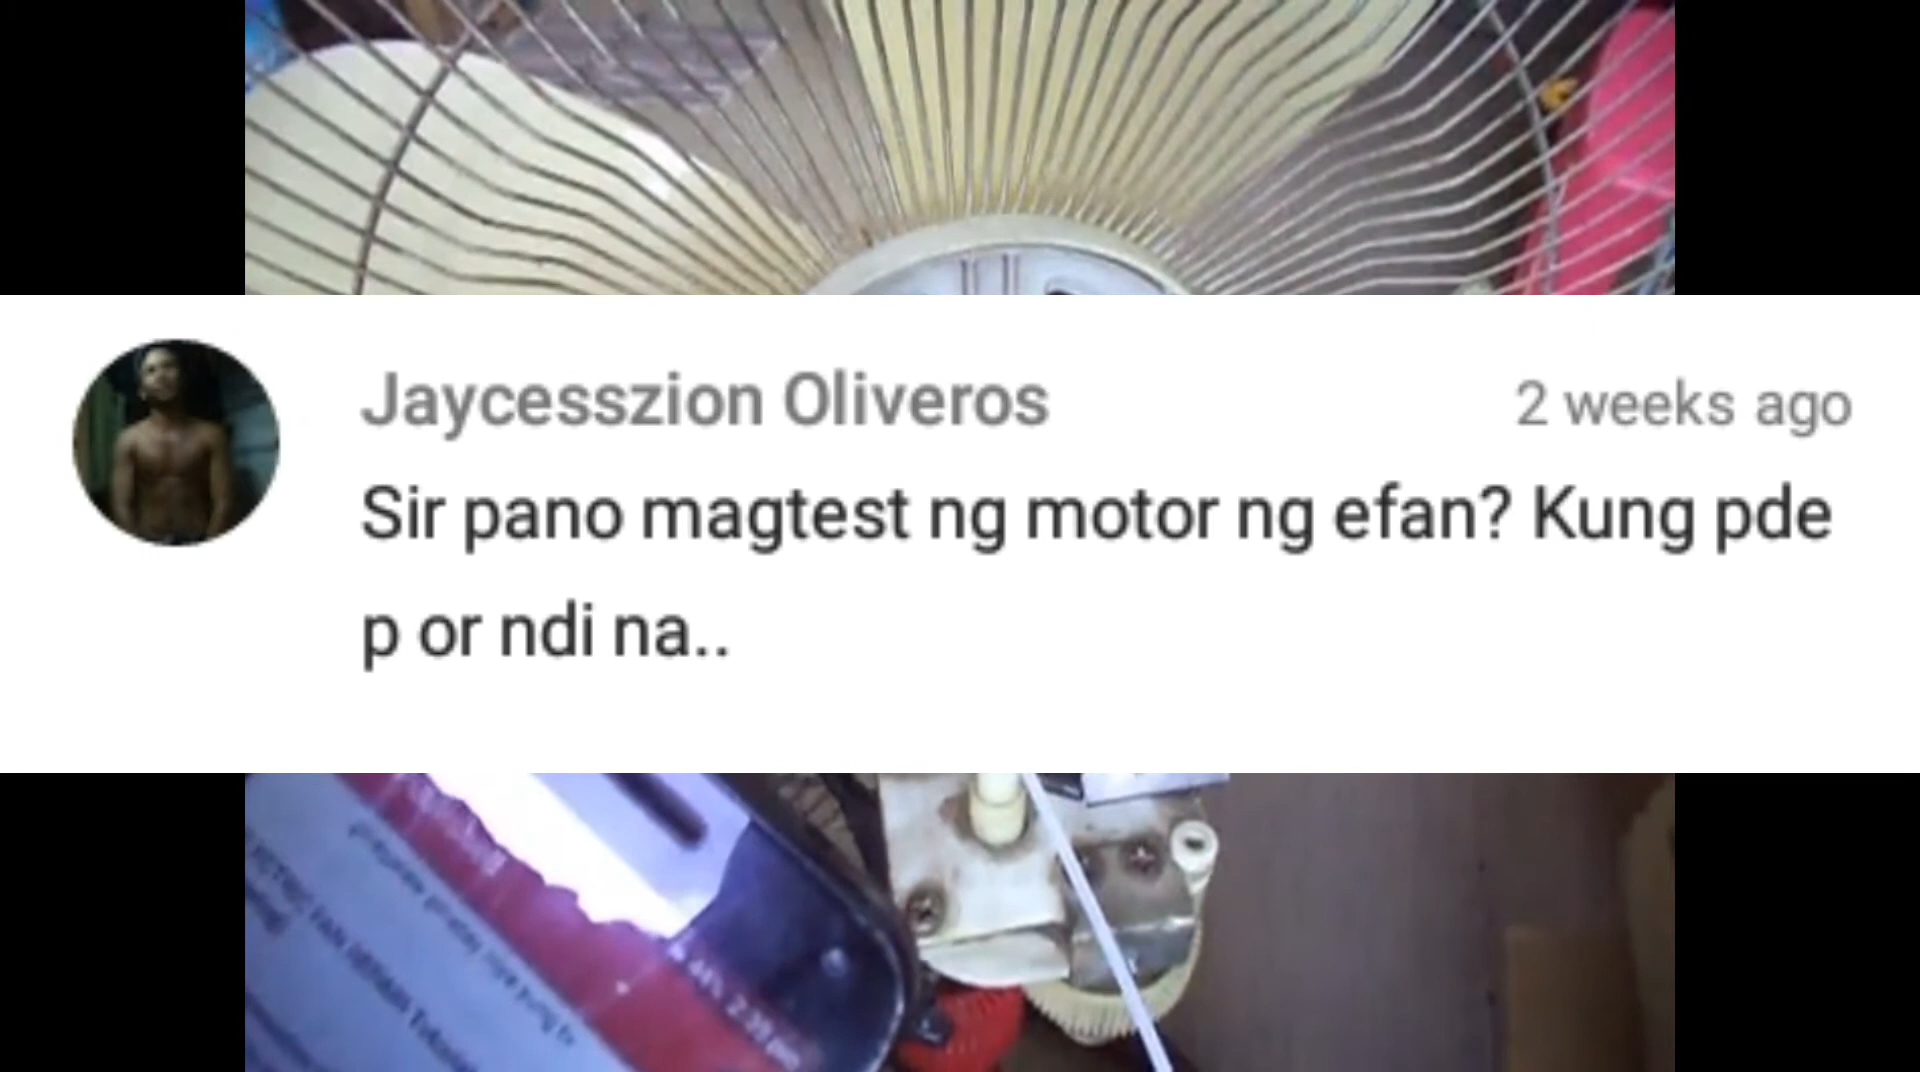 Jaycesszion Oliveros 2 weeks ago
Sir pano magtest ng motor ng efan? Kung pde
p or ndi na..